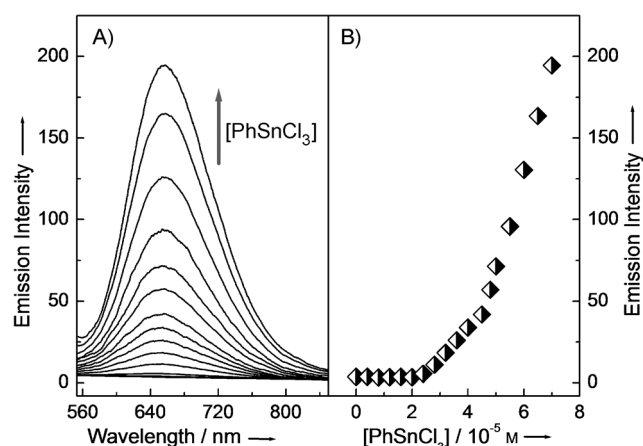 A)
B)
200
150
100
50
0
Emission Intensity
[PhSnCl₃]
560
640
720
800
Wavelength / nm
0
2
4
6
8
[PhSnCl₃] / 10⁻⁵ M
200
150
100
50
0
Emission Intensity